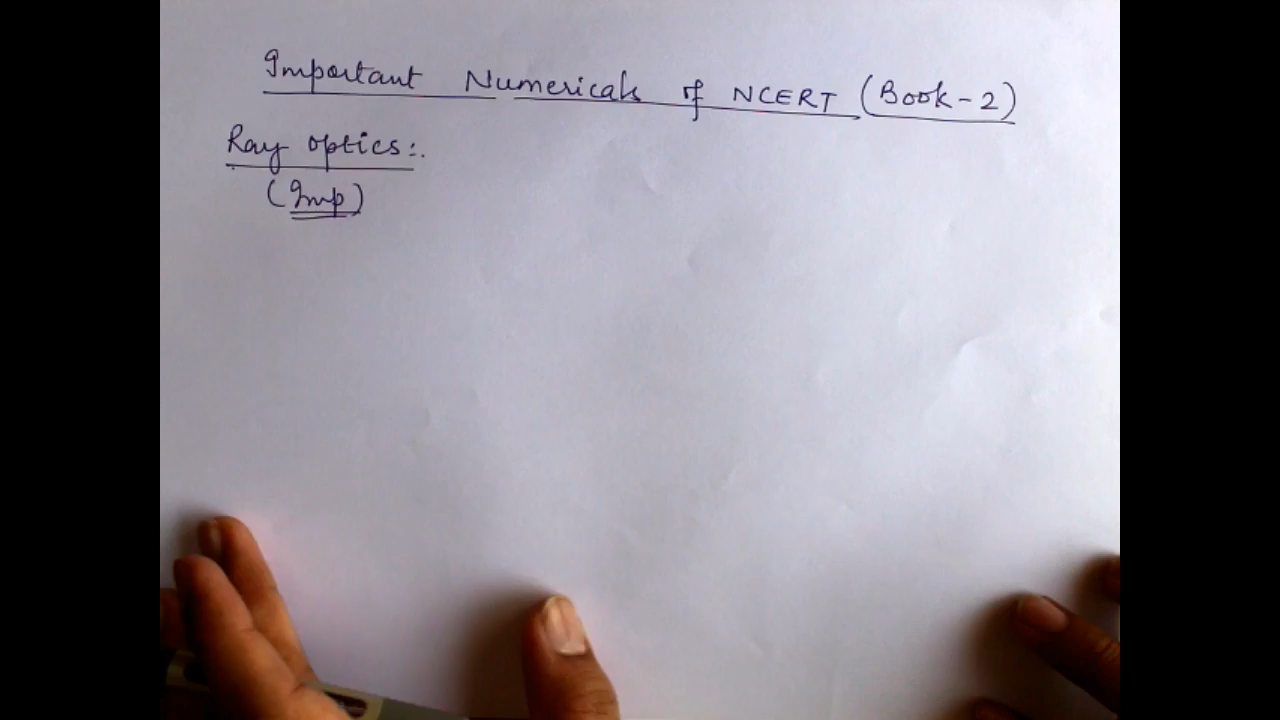 Important Numericals of NCERT (Book-2)
Ray optics:.
(Imp)